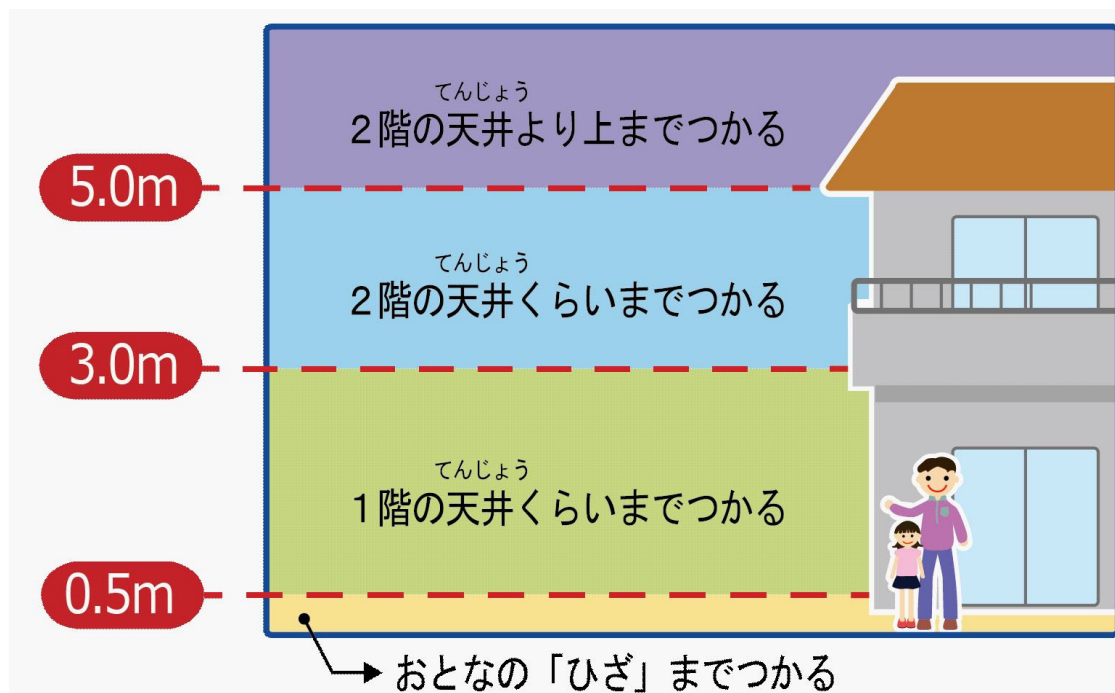 てんじょう
２階の天井より上までつかる
5.0m
てんじょう
２階の天井くらいまでつかる
3.0m
てんじょう
１階の天井くらいまでつかる
0.5m
おとなの「ひざ」までつかる